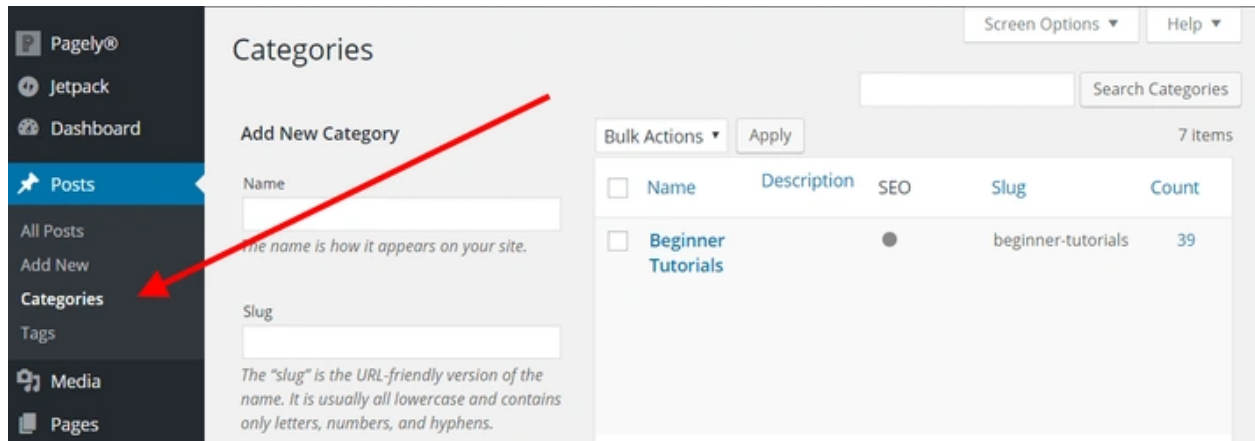 Pagely®
Jetpack
Dashboard
Posts
All Posts
Add New
Categories
Tags
Media
Pages
Screen Options ▼
Help ▼
Categories
Search Categories
Add New Category
Name
The name is how it appears on your site.
Slug
The “slug” is the URL-friendly version of the
name. It is usually all lowercase and contains
only letters, numbers, and hyphens.
Bulk Actions ▼
Apply
7 items
Name Description SEO Slug Count
Beginner beginner-tutorials 39
Tutorials